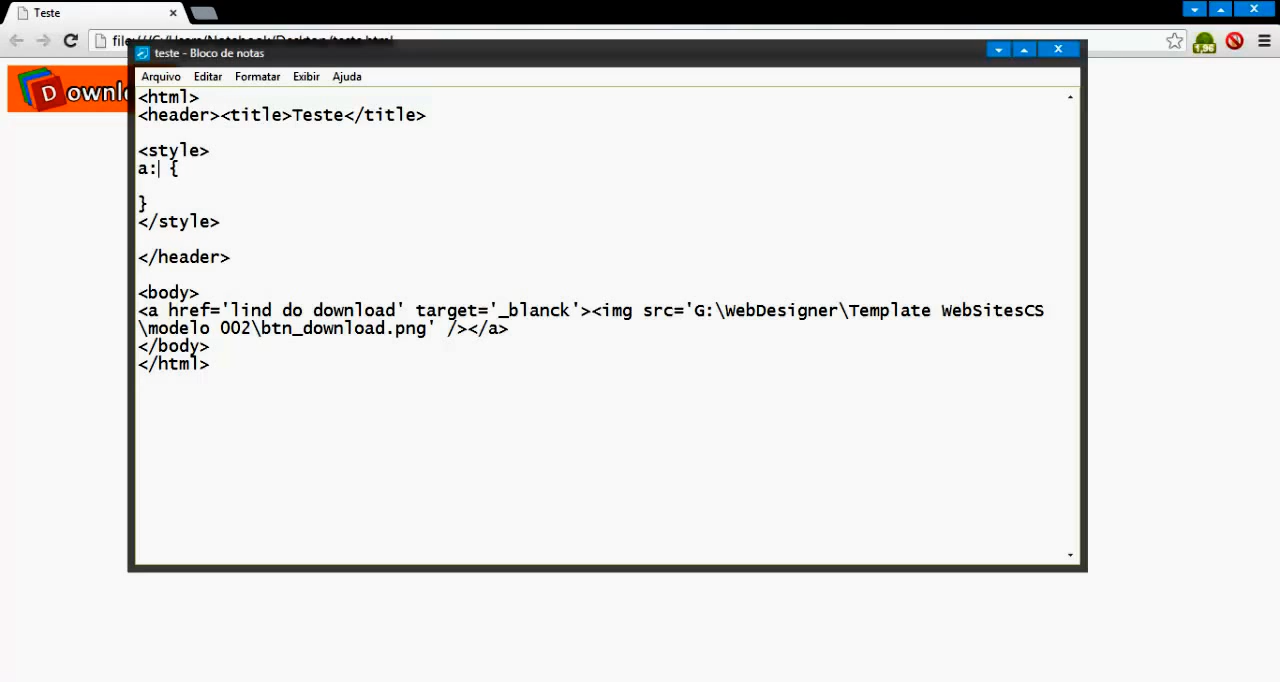 Teste
teste - Bloco de notas
Arquivo Editar Formatar Exibir Ajuda
<html>
<header><title>Teste</title>
<style>
a: {
}
</style>
</header>
<body>
<a href='lind do download' target='_blanck'><img src='G:\WebDesigner\Template WebSitesCS
\modelo 002\btn_download.png' /></a>
</body>
</html>